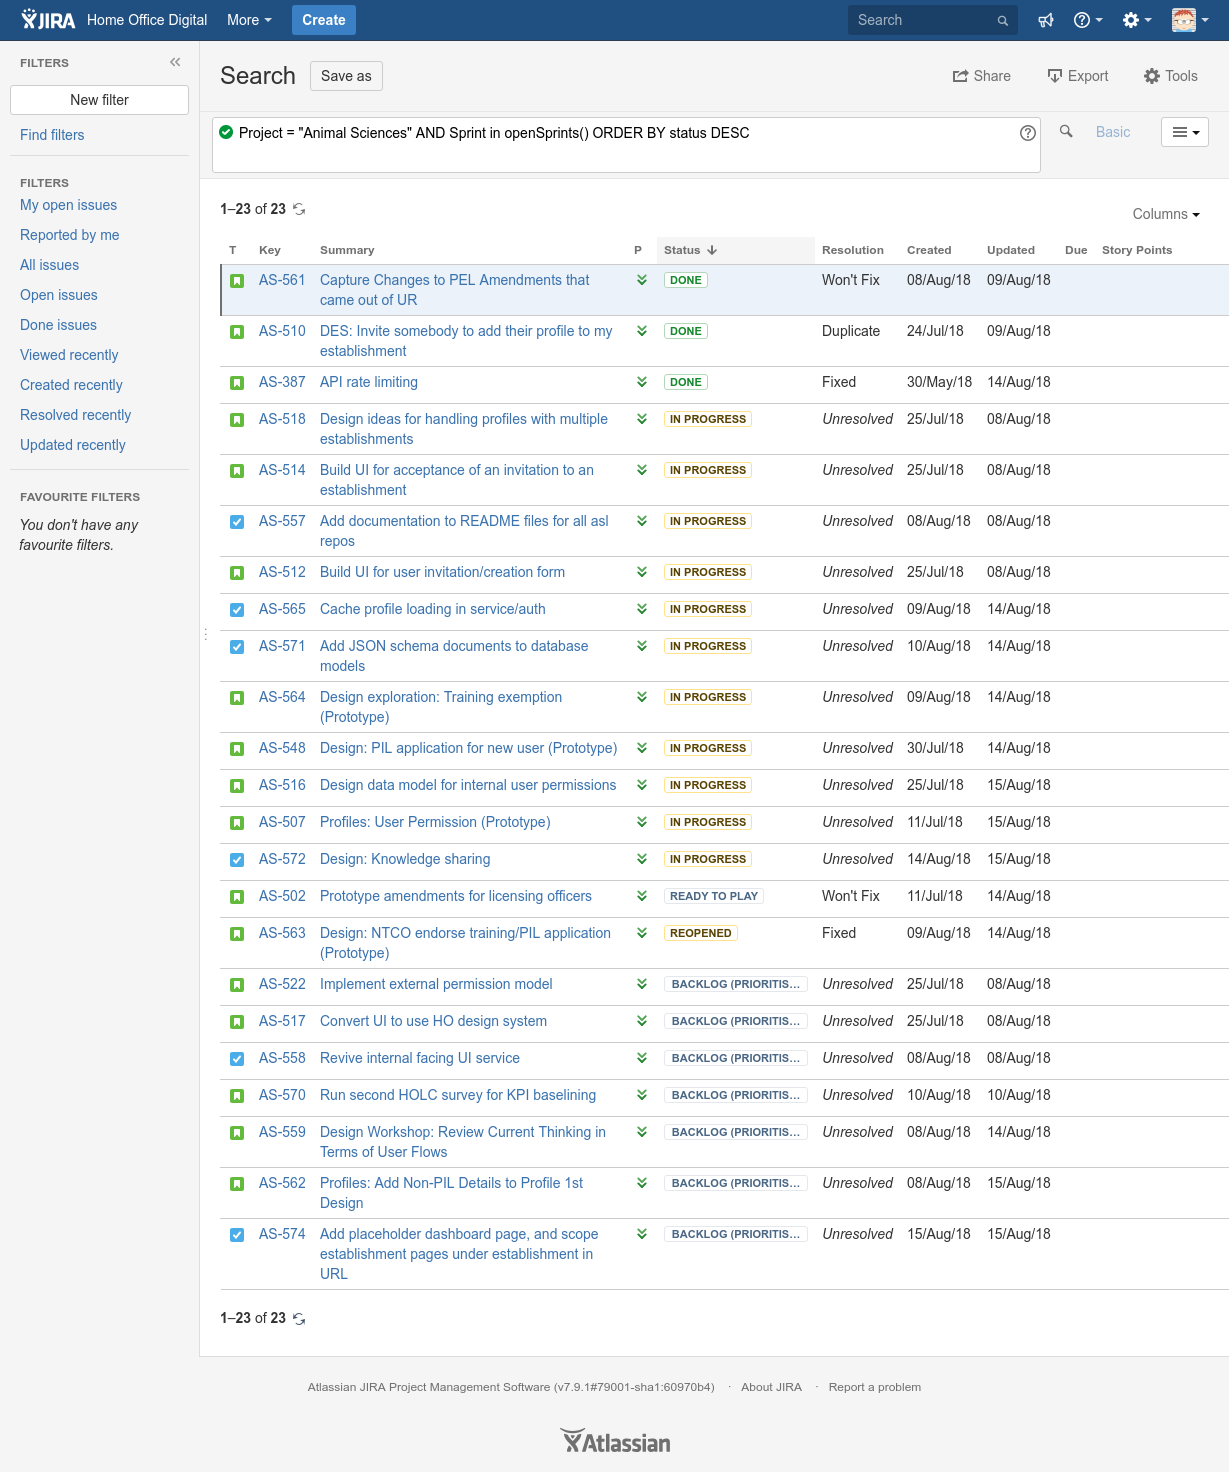 JIRA Home Office Digital More Create Search
FILTERS
New filter
Find filters
FILTERS
My open issues
Reported by me
All issues
Open issues
Done issues
Viewed recently
Created recently
Resolved recently
Updated recently
FAVOURITE FILTERS
You don't have any
favourite filters.
Search Save as Share Export Tools
Project = "Animal Sciences" AND Sprint in openSprints() ORDER BY status DESC Basic
1–23 of 23
Columns
T Key Summary P Status Resolution Created Updated Due Story Points
AS-561 Capture Changes to PEL Amendments that DONE Won't Fix 08/Aug/18 09/Aug/18
came out of UR
AS-510 DES: Invite somebody to add their profile to my DONE Duplicate 24/Jul/18 09/Aug/18
establishment
AS-387 API rate limiting DONE Fixed 30/May/18 14/Aug/18
AS-518 Design ideas for handling profiles with multiple IN PROGRESS Unresolved 25/Jul/18 08/Aug/18
establishments
AS-514 Build UI for acceptance of an invitation to an IN PROGRESS Unresolved 25/Jul/18 08/Aug/18
establishment
AS-557 Add documentation to README files for all asl IN PROGRESS Unresolved 08/Aug/18 08/Aug/18
repos
AS-512 Build UI for user invitation/creation form IN PROGRESS Unresolved 25/Jul/18 08/Aug/18
AS-565 Cache profile loading in service/auth IN PROGRESS Unresolved 09/Aug/18 14/Aug/18
AS-571 Add JSON schema documents to database IN PROGRESS Unresolved 10/Aug/18 14/Aug/18
models
AS-564 Design exploration: Training exemption IN PROGRESS Unresolved 09/Aug/18 14/Aug/18
(Prototype)
AS-548 Design: PIL application for new user (Prototype) IN PROGRESS Unresolved 30/Jul/18 14/Aug/18
AS-516 Design data model for internal user permissions IN PROGRESS Unresolved 25/Jul/18 15/Aug/18
AS-507 Profiles: User Permission (Prototype) IN PROGRESS Unresolved 11/Jul/18 15/Aug/18
AS-572 Design: Knowledge sharing IN PROGRESS Unresolved 14/Aug/18 15/Aug/18
AS-502 Prototype amendments for licensing officers READY TO PLAY Won't Fix 11/Jul/18 14/Aug/18
AS-563 Design: NTCO endorse training/PIL application REOPENED Fixed 09/Aug/18 14/Aug/18
(Prototype)
AS-522 Implement external permission model BACKLOG (PRIORITIS... Unresolved 25/Jul/18 08/Aug/18
AS-517 Convert UI to use HO design system BACKLOG (PRIORITIS... Unresolved 25/Jul/18 08/Aug/18
AS-558 Revive internal facing UI service BACKLOG (PRIORITIS... Unresolved 08/Aug/18 08/Aug/18
AS-570 Run second HOLC survey for KPI baselining BACKLOG (PRIORITIS... Unresolved 10/Aug/18 10/Aug/18
AS-559 Design Workshop: Review Current Thinking in BACKLOG (PRIORITIS... Unresolved 08/Aug/18 14/Aug/18
Terms of User Flows
AS-562 Profiles: Add Non-PIL Details to Profile 1st BACKLOG (PRIORITIS... Unresolved 08/Aug/18 15/Aug/18
Design
AS-574 Add placeholder dashboard page, and scope BACKLOG (PRIORITIS... Unresolved 15/Aug/18 15/Aug/18
establishment pages under establishment in
URL
1–23 of 23
Atlassian JIRA Project Management Software (v7.9.1#79001-sha1:60970b4) · About JIRA · Report a problem
Atlassian